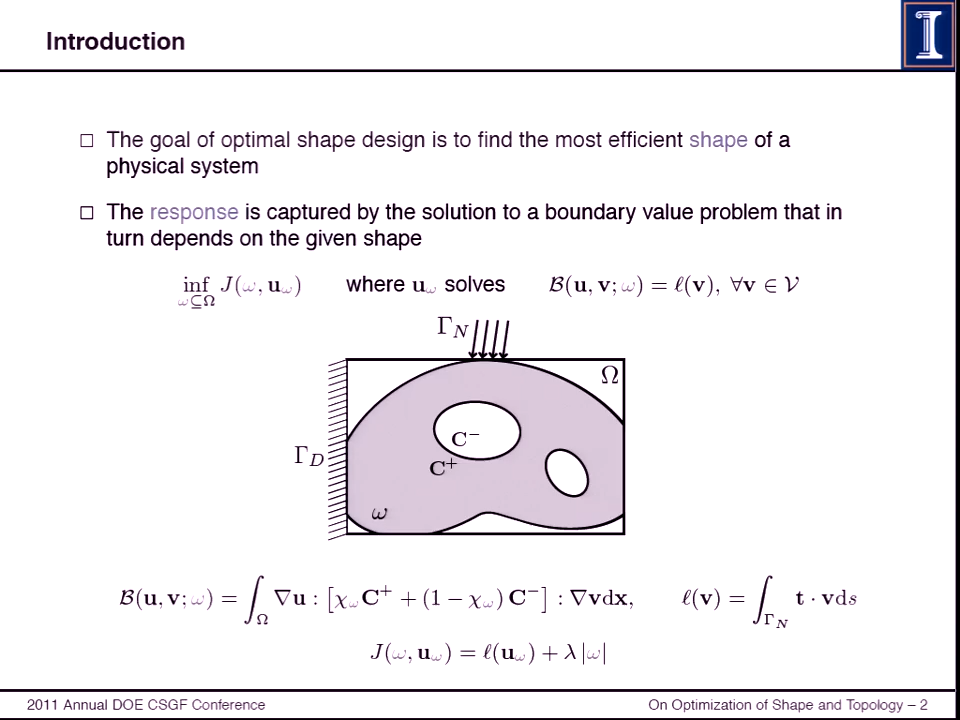 Introduction
I
□ The goal of optimal shape design is to find the most efficient shape of a
physical system
□ The response is captured by the solution to a boundary value problem that in
turn depends on the given shape
inf_{ω⊆Ω} J(ω, u_ω) where u_ω solves B(u, v; ω) = ℓ(v), ∀v ∈ V
Γ_N
Ω
C⁻
Γ_D
C⁺
ω
B(u, v; ω) = ∫_Ω ∇u : [χ_ω C⁺ + (1 − χ_ω) C⁻] : ∇v dx, ℓ(v) = ∫_{Γ_N} t · v ds
J(ω, u_ω) = ℓ(u_ω) + λ |ω|
2011 Annual DOE CSGF Conference On Optimization of Shape and Topology – 2